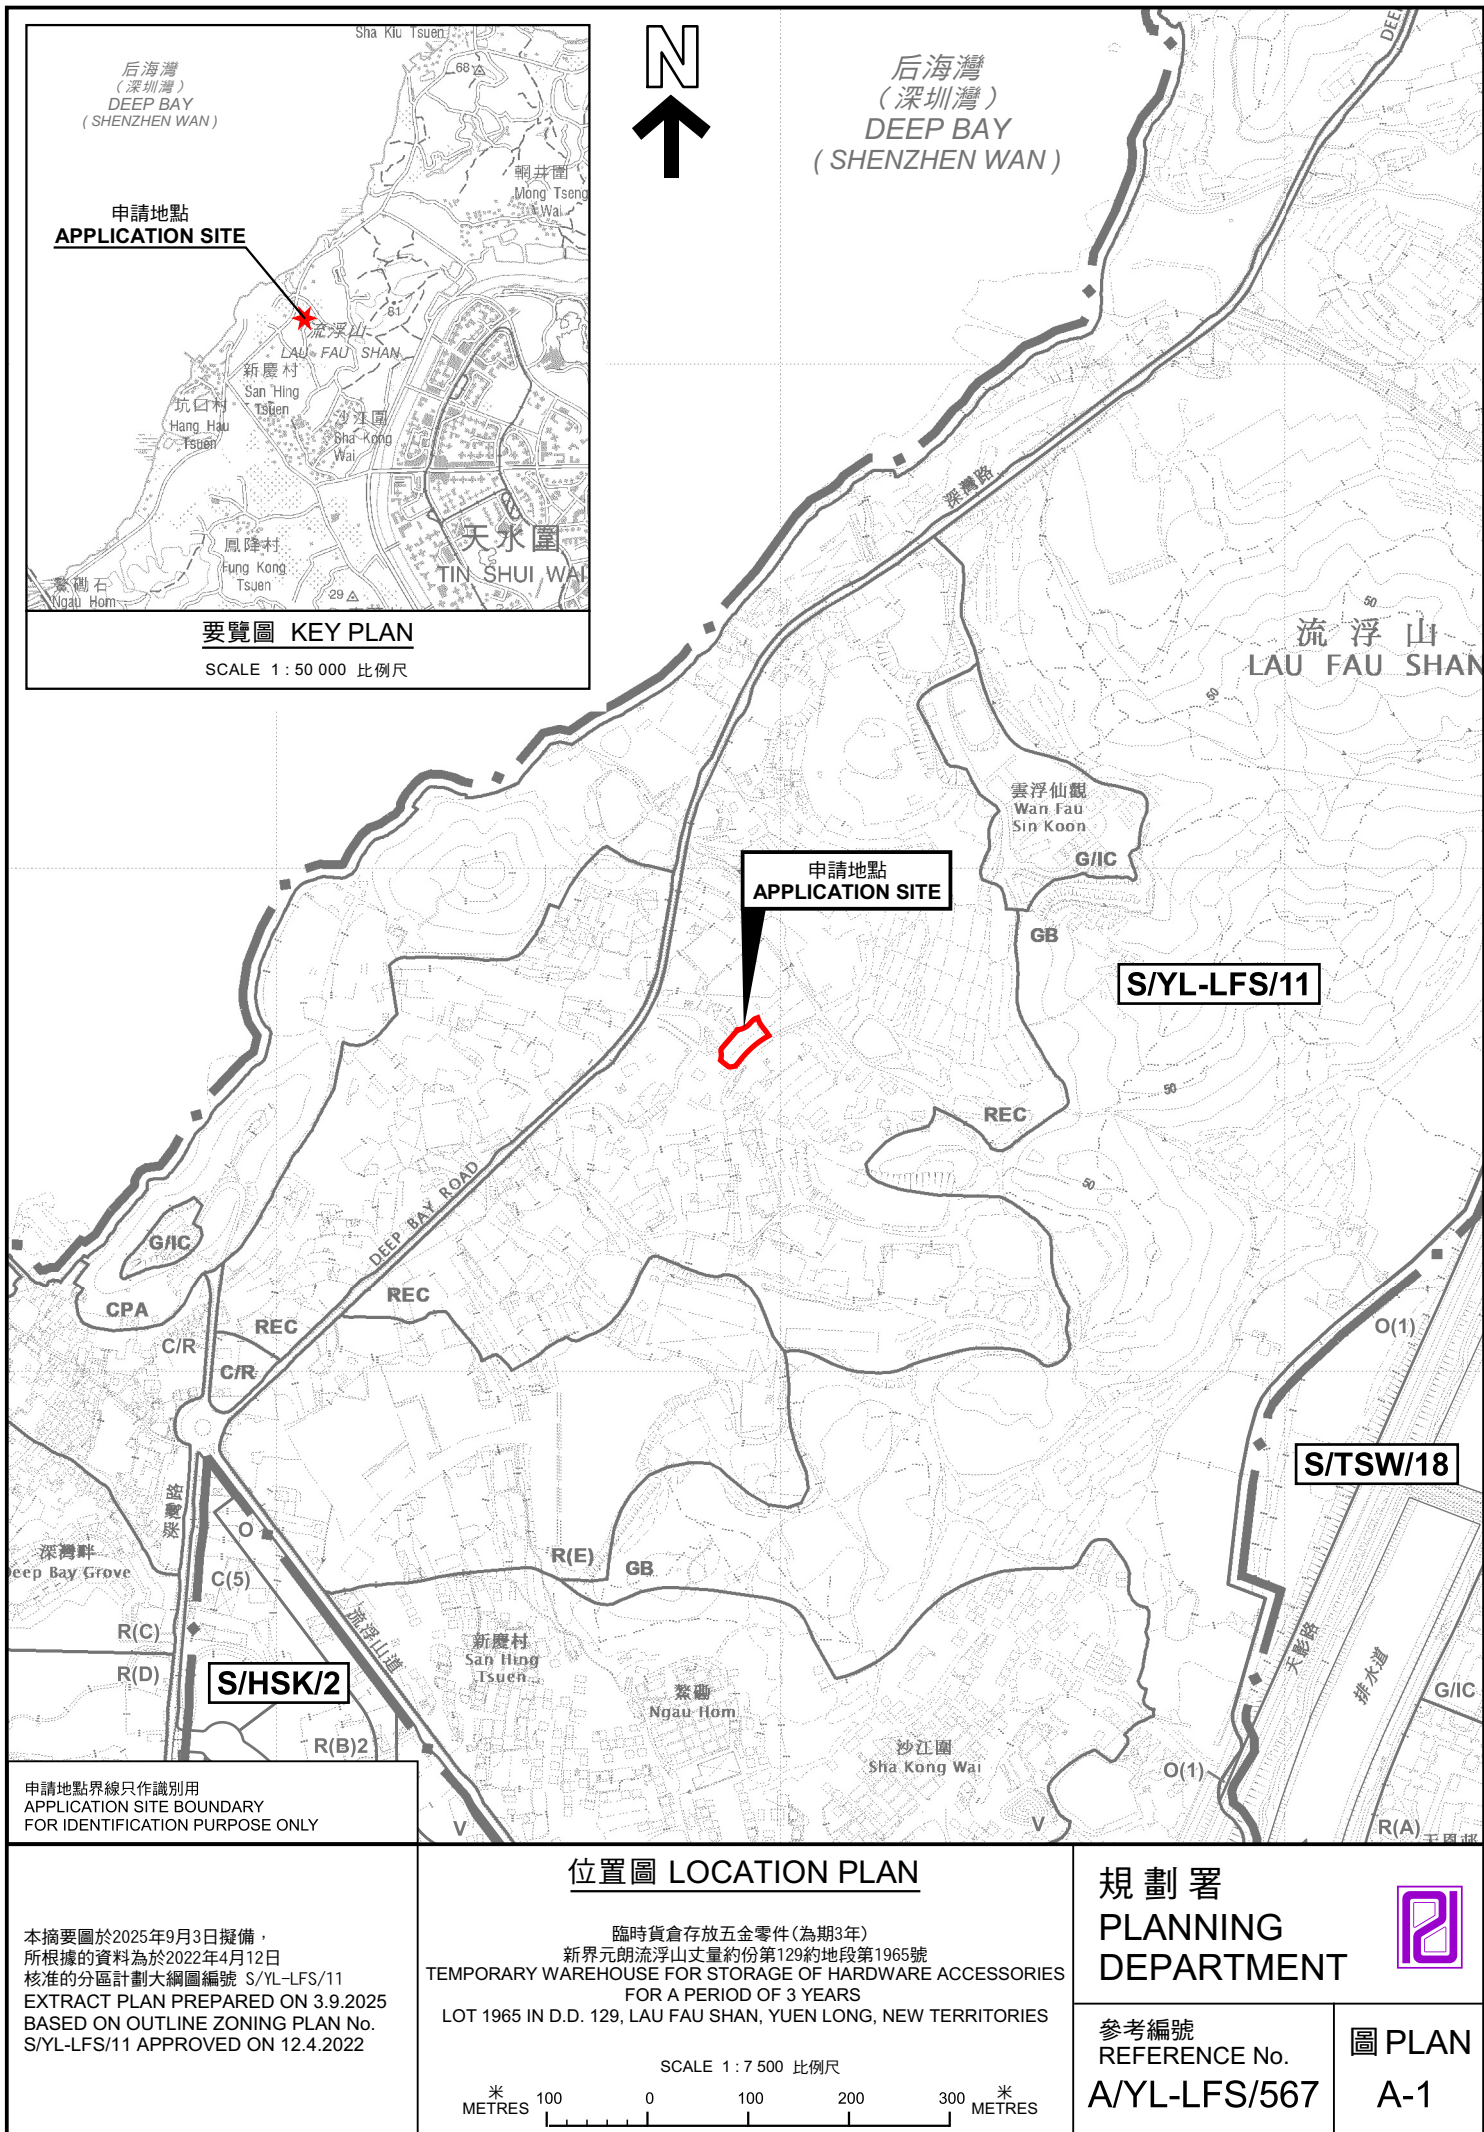 Sha Kiu Tsuen
后海灣
(深圳灣)
DEEP BAY
( SHENZHEN WAN )
68
輞井圍
Mong Tseng
Wai
申請地點
APPLICATION SITE
81
流浮山
LAU FAU SHAN
新慶村
San Hing
Tsuen
坑口村
Hang Hau
Tsuen
沙江圍
Sha Kong
Wai
天水圍
TIN SHUI WAI
鳳降村
Fung Kong
Tsuen
29
鰲磡石
Ngau Hom
要覽圖 KEY PLAN
SCALE 1 : 50 000 比例尺
N
后海灣
(深圳灣)
DEEP BAY
( SHENZHEN WAN )
DEEP
深灣路
流浮山
LAU FAU SHAN
50
50
雲浮仙觀
Wan Fau
Sin Koon
G/IC
申請地點
APPLICATION SITE
GB
S/YL-LFS/11
50
REC
50
DEEP BAY ROAD
G/IC
CPA
REC
REC
C/R
C/R
O(1)
S/TSW/18
深灣路
深灣畔
Deep Bay Grove
O
C(5)
R(E)
GB
R(C)
R(D)
流浮山道
新慶村
San Hing
Tsuen
S/HSK/2
鰲磡
Ngau Hom
天影路
排水道
G/IC
R(B)2
沙江圍
Sha Kong Wai
O(1)
V
V
R(A)
天恩邨
申請地點界線只作識別用
APPLICATION SITE BOUNDARY
FOR IDENTIFICATION PURPOSE ONLY
本摘要圖於2025年9月3日擬備，
所根據的資料為於2022年4月12日
核准的分區計劃大綱圖編號 S/YL-LFS/11
EXTRACT PLAN PREPARED ON 3.9.2025
BASED ON OUTLINE ZONING PLAN No.
S/YL-LFS/11 APPROVED ON 12.4.2022
位置圖 LOCATION PLAN
臨時貨倉存放五金零件(為期3年)
新界元朗流浮山丈量約份第129約地段第1965號
TEMPORARY WAREHOUSE FOR STORAGE OF HARDWARE ACCESSORIES
FOR A PERIOD OF 3 YEARS
LOT 1965 IN D.D. 129, LAU FAU SHAN, YUEN LONG, NEW TERRITORIES
SCALE 1 : 7 500 比例尺
米
METRES
100 0 100 200 300
米
METRES
規劃署
PLANNING
DEPARTMENT
參考編號
REFERENCE No.
A/YL-LFS/567
圖 PLAN
A-1